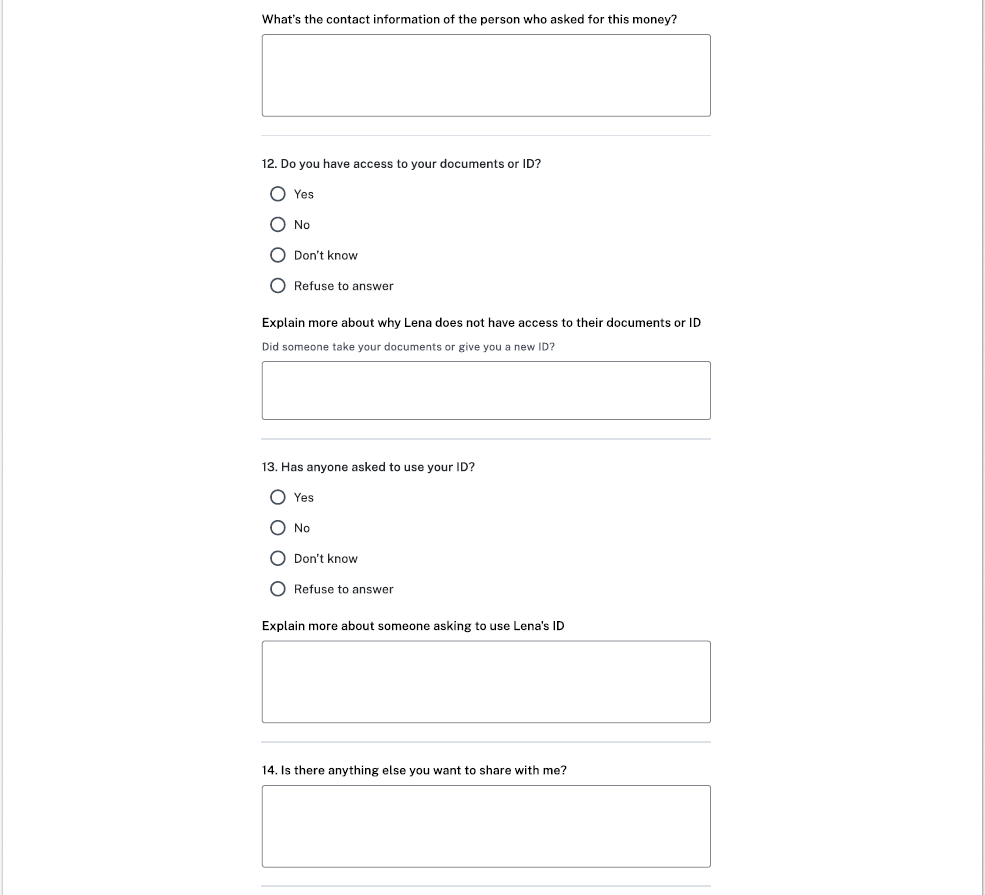 What's the contact information of the person who asked for this money?
12. Do you have access to your documents or ID?
Yes
No
Don't know
Refuse to answer
Explain more about why Lena does not have access to their documents or ID
Did someone take your documents or give you a new ID?
13. Has anyone asked to use your ID?
Yes
No
Don't know
Refuse to answer
Explain more about someone asking to use Lena's ID
14. Is there anything else you want to share with me?